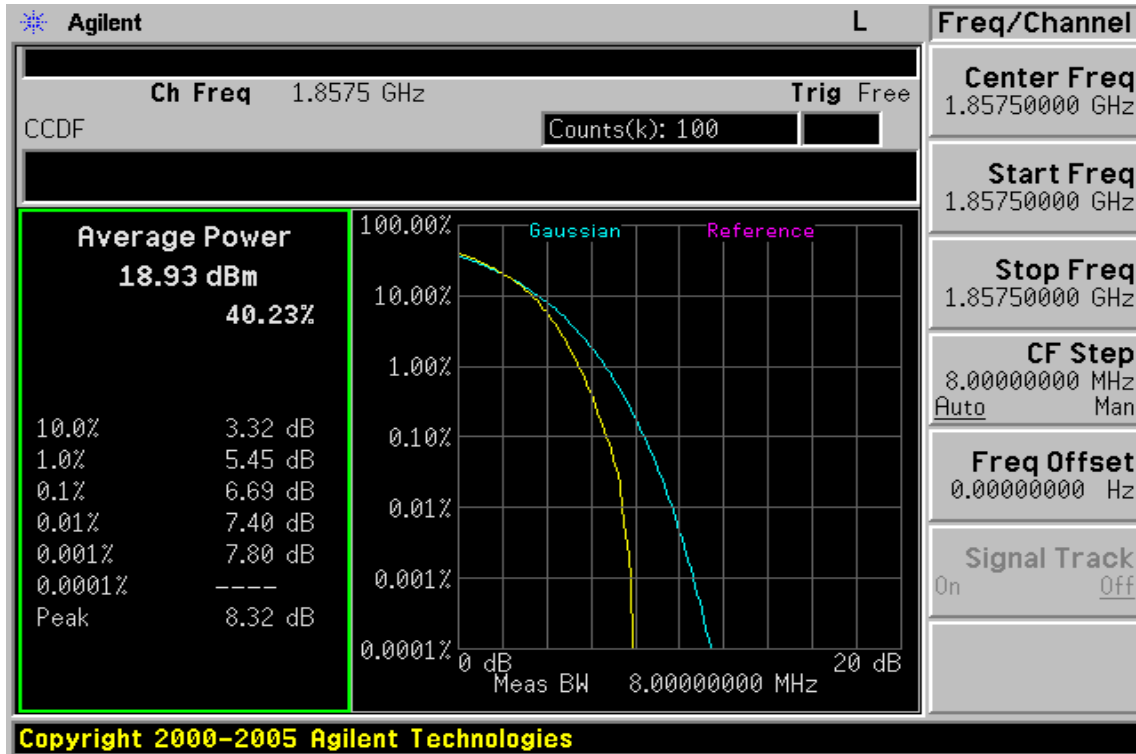 Agilent L Freq/Channel
Ch Freq 1.8575 GHz Trig Free
CCDF Counts(k): 100
Center Freq
1.85750000 GHz
Start Freq
1.85750000 GHz
Stop Freq
1.85750000 GHz
CF Step
8.00000000 MHz
Auto Man
Freq Offset
0.00000000 Hz
Signal Track
On Off
Average Power
18.93 dBm
40.23%
10.0% 3.32 dB
1.0% 5.45 dB
0.1% 6.69 dB
0.01% 7.40 dB
0.001% 7.80 dB
0.0001% ----
Peak 8.32 dB
Gaussian Reference
100.00%
10.00%
1.00%
0.10%
0.01%
0.001%
0.0001%
0 dB 20 dB
Meas BW 8.00000000 MHz
Copyright 2000-2005 Agilent Technologies